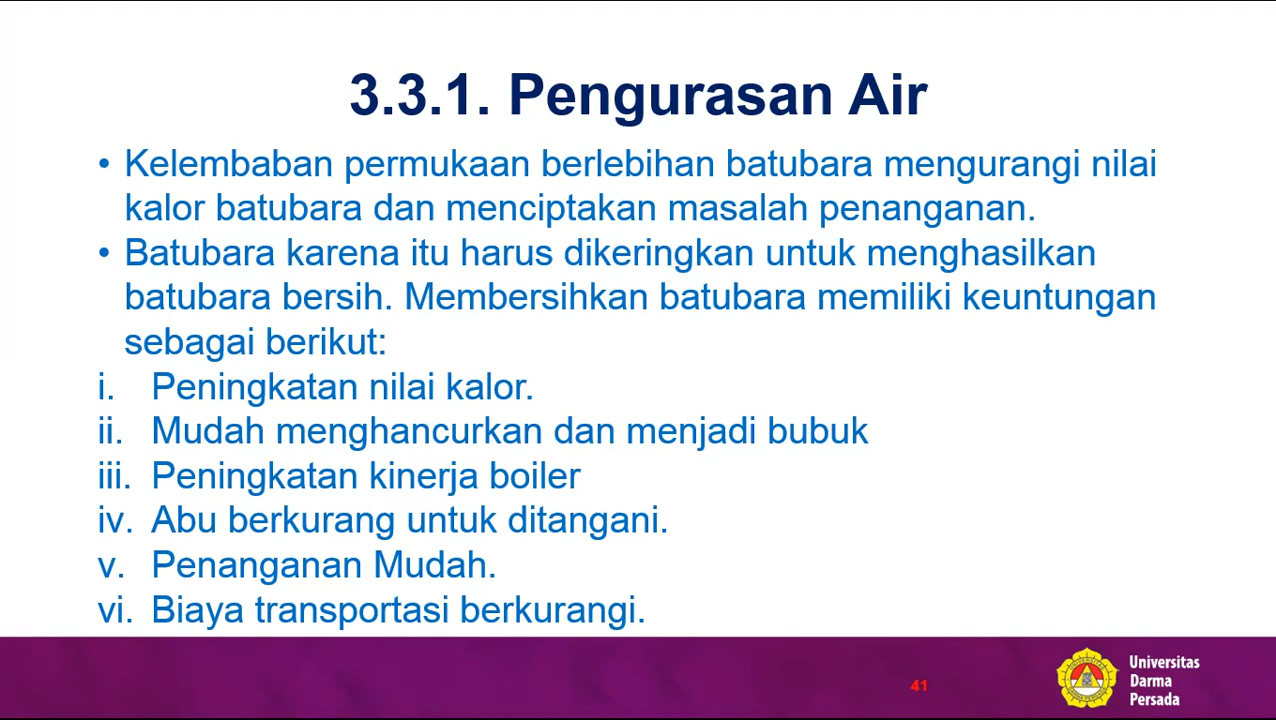 3.3.1. Pengurasan Air
• Kelembaban permukaan berlebihan batubara mengurangi nilai
kalor batubara dan menciptakan masalah penanganan.
• Batubara karena itu harus dikeringkan untuk menghasilkan
batubara bersih. Membersihkan batubara memiliki keuntungan
sebagai berikut:
i. Peningkatan nilai kalor.
ii. Mudah menghancurkan dan menjadi bubuk
iii. Peningkatan kinerja boiler
iv. Abu berkurang untuk ditangani.
v. Penanganan Mudah.
vi. Biaya transportasi berkurangi.
41
Universitas
Darma
Persada